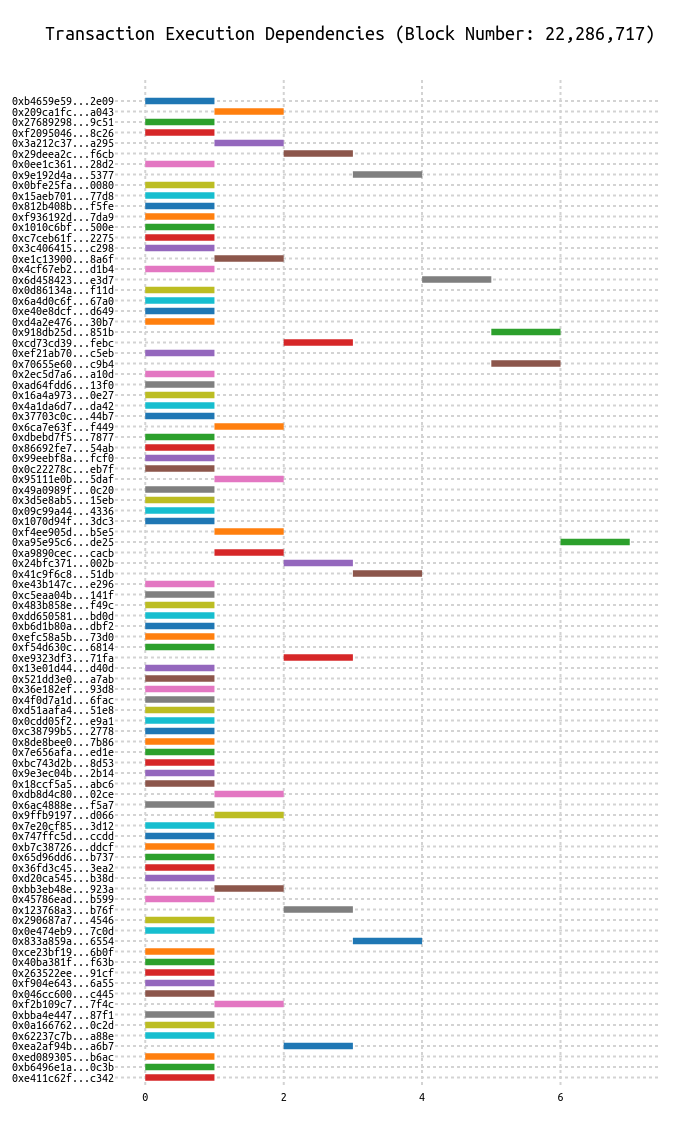 Transaction Execution Dependencies (Block Number: 22,286,717)
0xb4659e59...2e09
0x209ca1fc...a043
0x27689298...9c51
0xf2095046...8c26
0x3a212c37...a295
0x29deea2c...f6cb
0x0ee1c361...28d2
0x9e192d4a...5377
0x0bfe25fa...0080
0x15aeb701...77d8
0x812b408b...f5fe
0xf936192d...7da9
0x1010c6bf...500e
0xc7ceb61f...2275
0x3c406415...c298
0xe1c13900...8a6f
0x4cf67eb2...d1b4
0x6d458423...e3d7
0x0d86134a...f11d
0x6a4d0c6f...67a0
0xe40e8dcf...d649
0xd4a2e476...30b7
0x918db25d...851b
0xcd73cd39...febc
0xef21ab70...c5eb
0x70655e60...c9b4
0x2ec5d7a6...a10d
0xad64fdd6...13f0
0x16a4a973...0e27
0x4a1da6d7...da42
0x37703c0c...44b7
0x6ca7e63f...f449
0xdbebd7f5...7877
0x86692fe7...54ab
0x99eebf8a...fcf0
0x0c22278c...eb7f
0x95111e0b...5daf
0x49a0989f...0c20
0x3d5e8ab5...15eb
0x09c99a44...4336
0x1070d94f...3dc3
0xf4ee905d...b5e5
0xa95e95c6...de25
0xa9890cec...cacb
0x24bfc371...002b
0x41c9f6c8...51db
0xe43b147c...e296
0xc5eaa04b...141f
0x483b858e...f49c
0xdd650581...bd0d
0xb6d1b80a...dbf2
0xefc58a5b...73d0
0xf54d630c...6814
0xe9323df3...71fa
0x13e01d44...d40d
0x521dd3e0...a7ab
0x36e182ef...93d8
0x4f0d7a1d...6fac
0xd51aafa4...51e8
0x0cdd05f2...e9a1
0xc38799b5...2778
0x8de8bee0...7b86
0x7e656afa...ed1e
0xbc743d2b...8d53
0x9e3ec04b...2b14
0x18ccf5a5...abc6
0xdb8d4c80...02ce
0x6ac4888e...f5a7
0x9ffb9197...d066
0x7e20cf85...3d12
0x747ffc5d...ccdd
0xb7c38726...ddcf
0x65d96dd6...b737
0x36fd3c45...3ea2
0xd20ca545...b38d
0xbb3eb48e...923a
0x45786ead...b599
0x123768a3...b76f
0x290687a7...4546
0x0e474eb9...7c0d
0x833a859a...6554
0xce23bf19...6b0f
0x40ba381f...f63b
0x263522ee...91cf
0xf904e643...6a55
0x046cc600...c445
0xf2b109c7...7f4c
0xbba4e447...87f1
0x0a166762...0c2d
0x62237c7b...a88e
0xea2af94b...a6b7
0xed089305...b6ac
0xb6496e1a...0c3b
0xe411c62f...c342
0 2 4 6